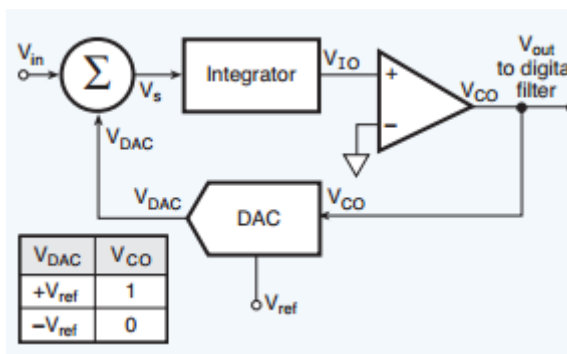 V_in
Σ
V_s
Integrator
V_IO
+
−
V_CO
V_out
to digital
filter
V_DAC
V_DAC
DAC
V_CO
V_ref
V_DAC V_CO
+V_ref 1
−V_ref 0